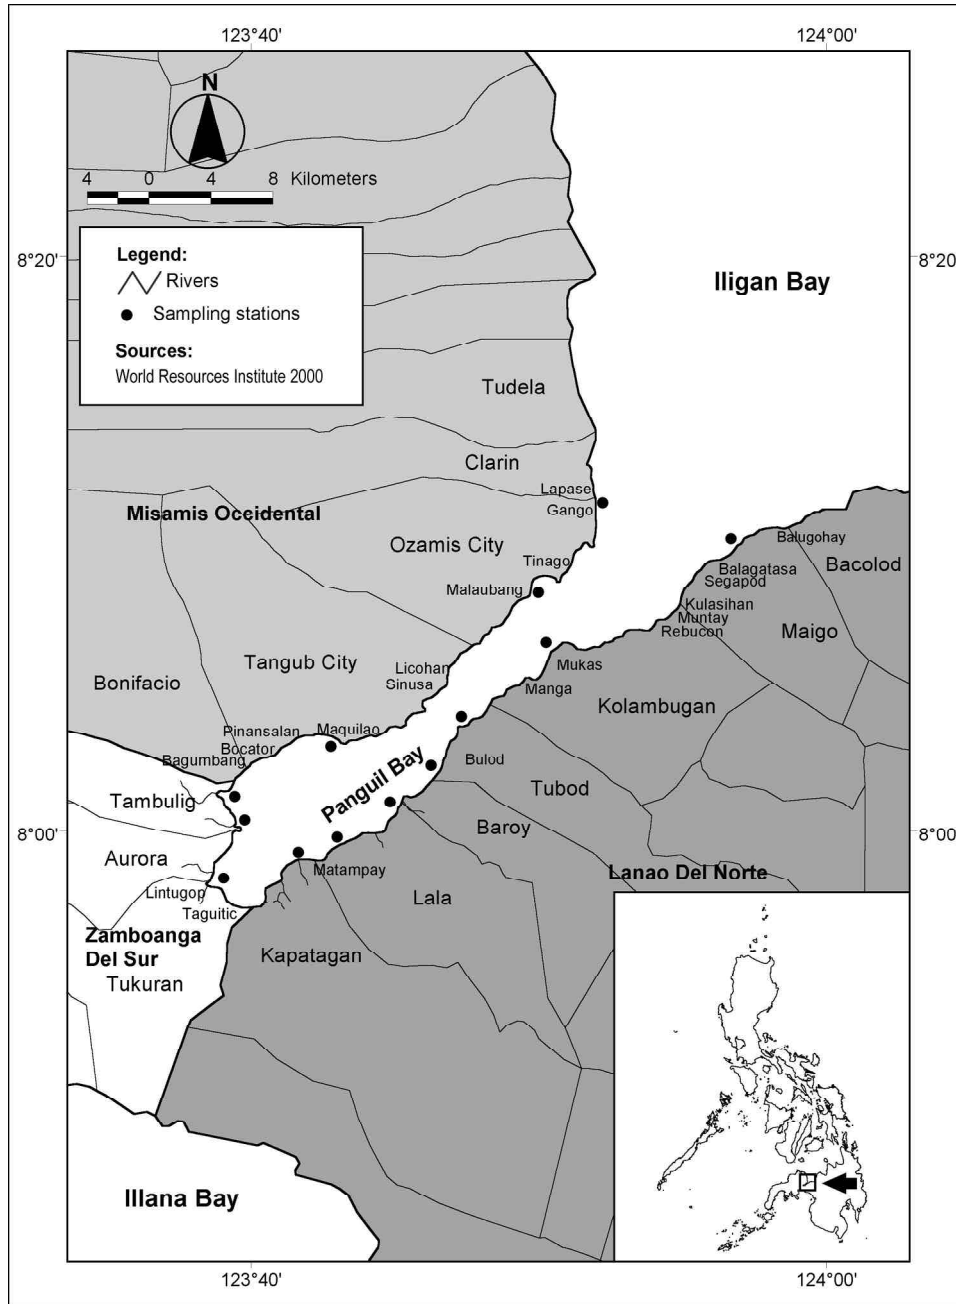 123°40'
124°00'
N
4 0 4 8 Kilometers
8°20'
8°20'
Legend:
Rivers
Sampling stations
Sources:
World Resources Institute 2000
Iligan Bay
Tudela
Clarin
Lapase
Gango
Misamis Occidental
Ozamis City
Tinago
Malaubang
Balugohay
Balagatasa
Segapod
Bacolod
Kulasihan
Muntay
Rebucon
Maigo
Tangub City
Licohan
Sinusa
Mukas
Manga
Bonifacio
Kolambugan
Pinansalan
Maquilao
Bocator
Bagumbang
Panguil Bay
Bulod
Tambulig
Tubod
8°00'
8°00'
Baroy
Aurora
Matampay
Lanao Del Norte
Lintugop
Taguitic
Lala
Zamboanga
Del Sur
Tukuran
Kapatagan
Illana Bay
123°40'
124°00'